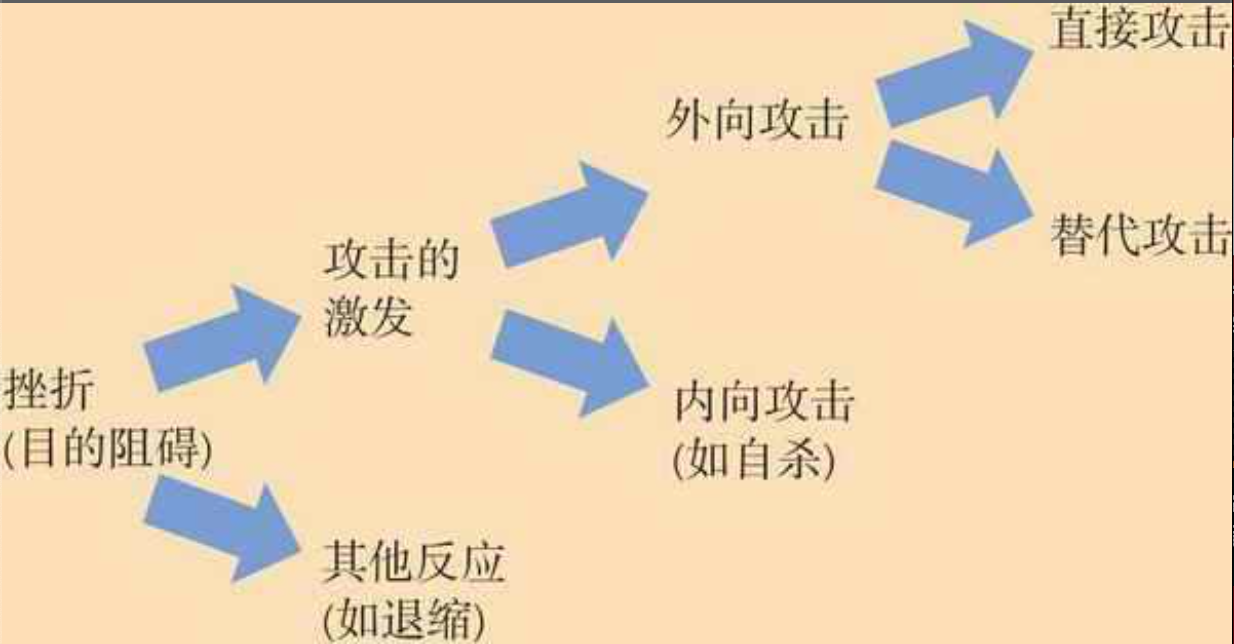 直接攻击
外向攻击
替代攻击
攻击的
激发
挫折
(目的阻碍)
内向攻击
(如自杀)
其他反应
(如退缩)